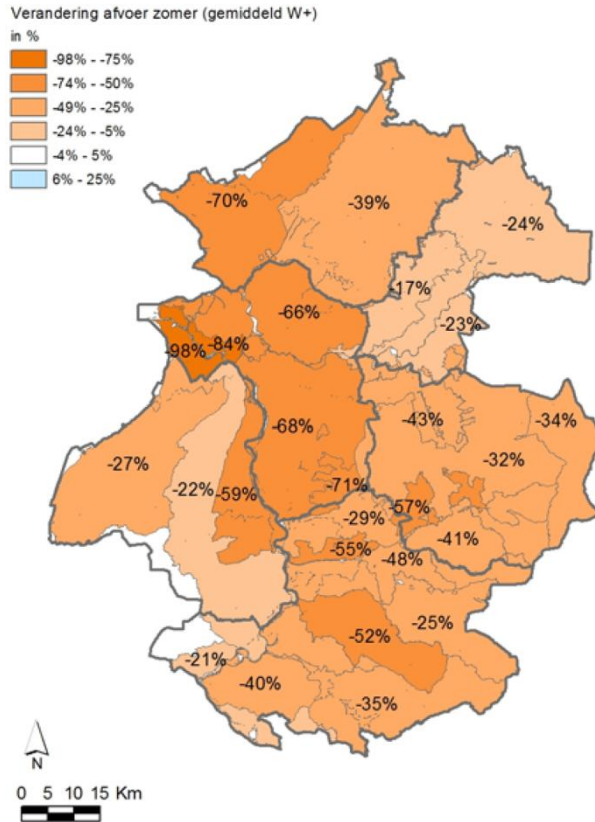 Verandering afvoer zomer (gemiddeld W+)
in %
-98% - -75%
-74% - -50%
-49% - -25%
-24% - -5%
-4% - 5%
6% - 25%
-70%
-39%
-24%
-17%
-66%
-23%
-84%
-98%
-34%
-43%
-68%
-32%
-27%
-22%
-59%
-71%
-57%
-29%
-41%
-55%
-48%
-25%
-52%
-21%
-40%
-35%
N
0 5 10 15 Km